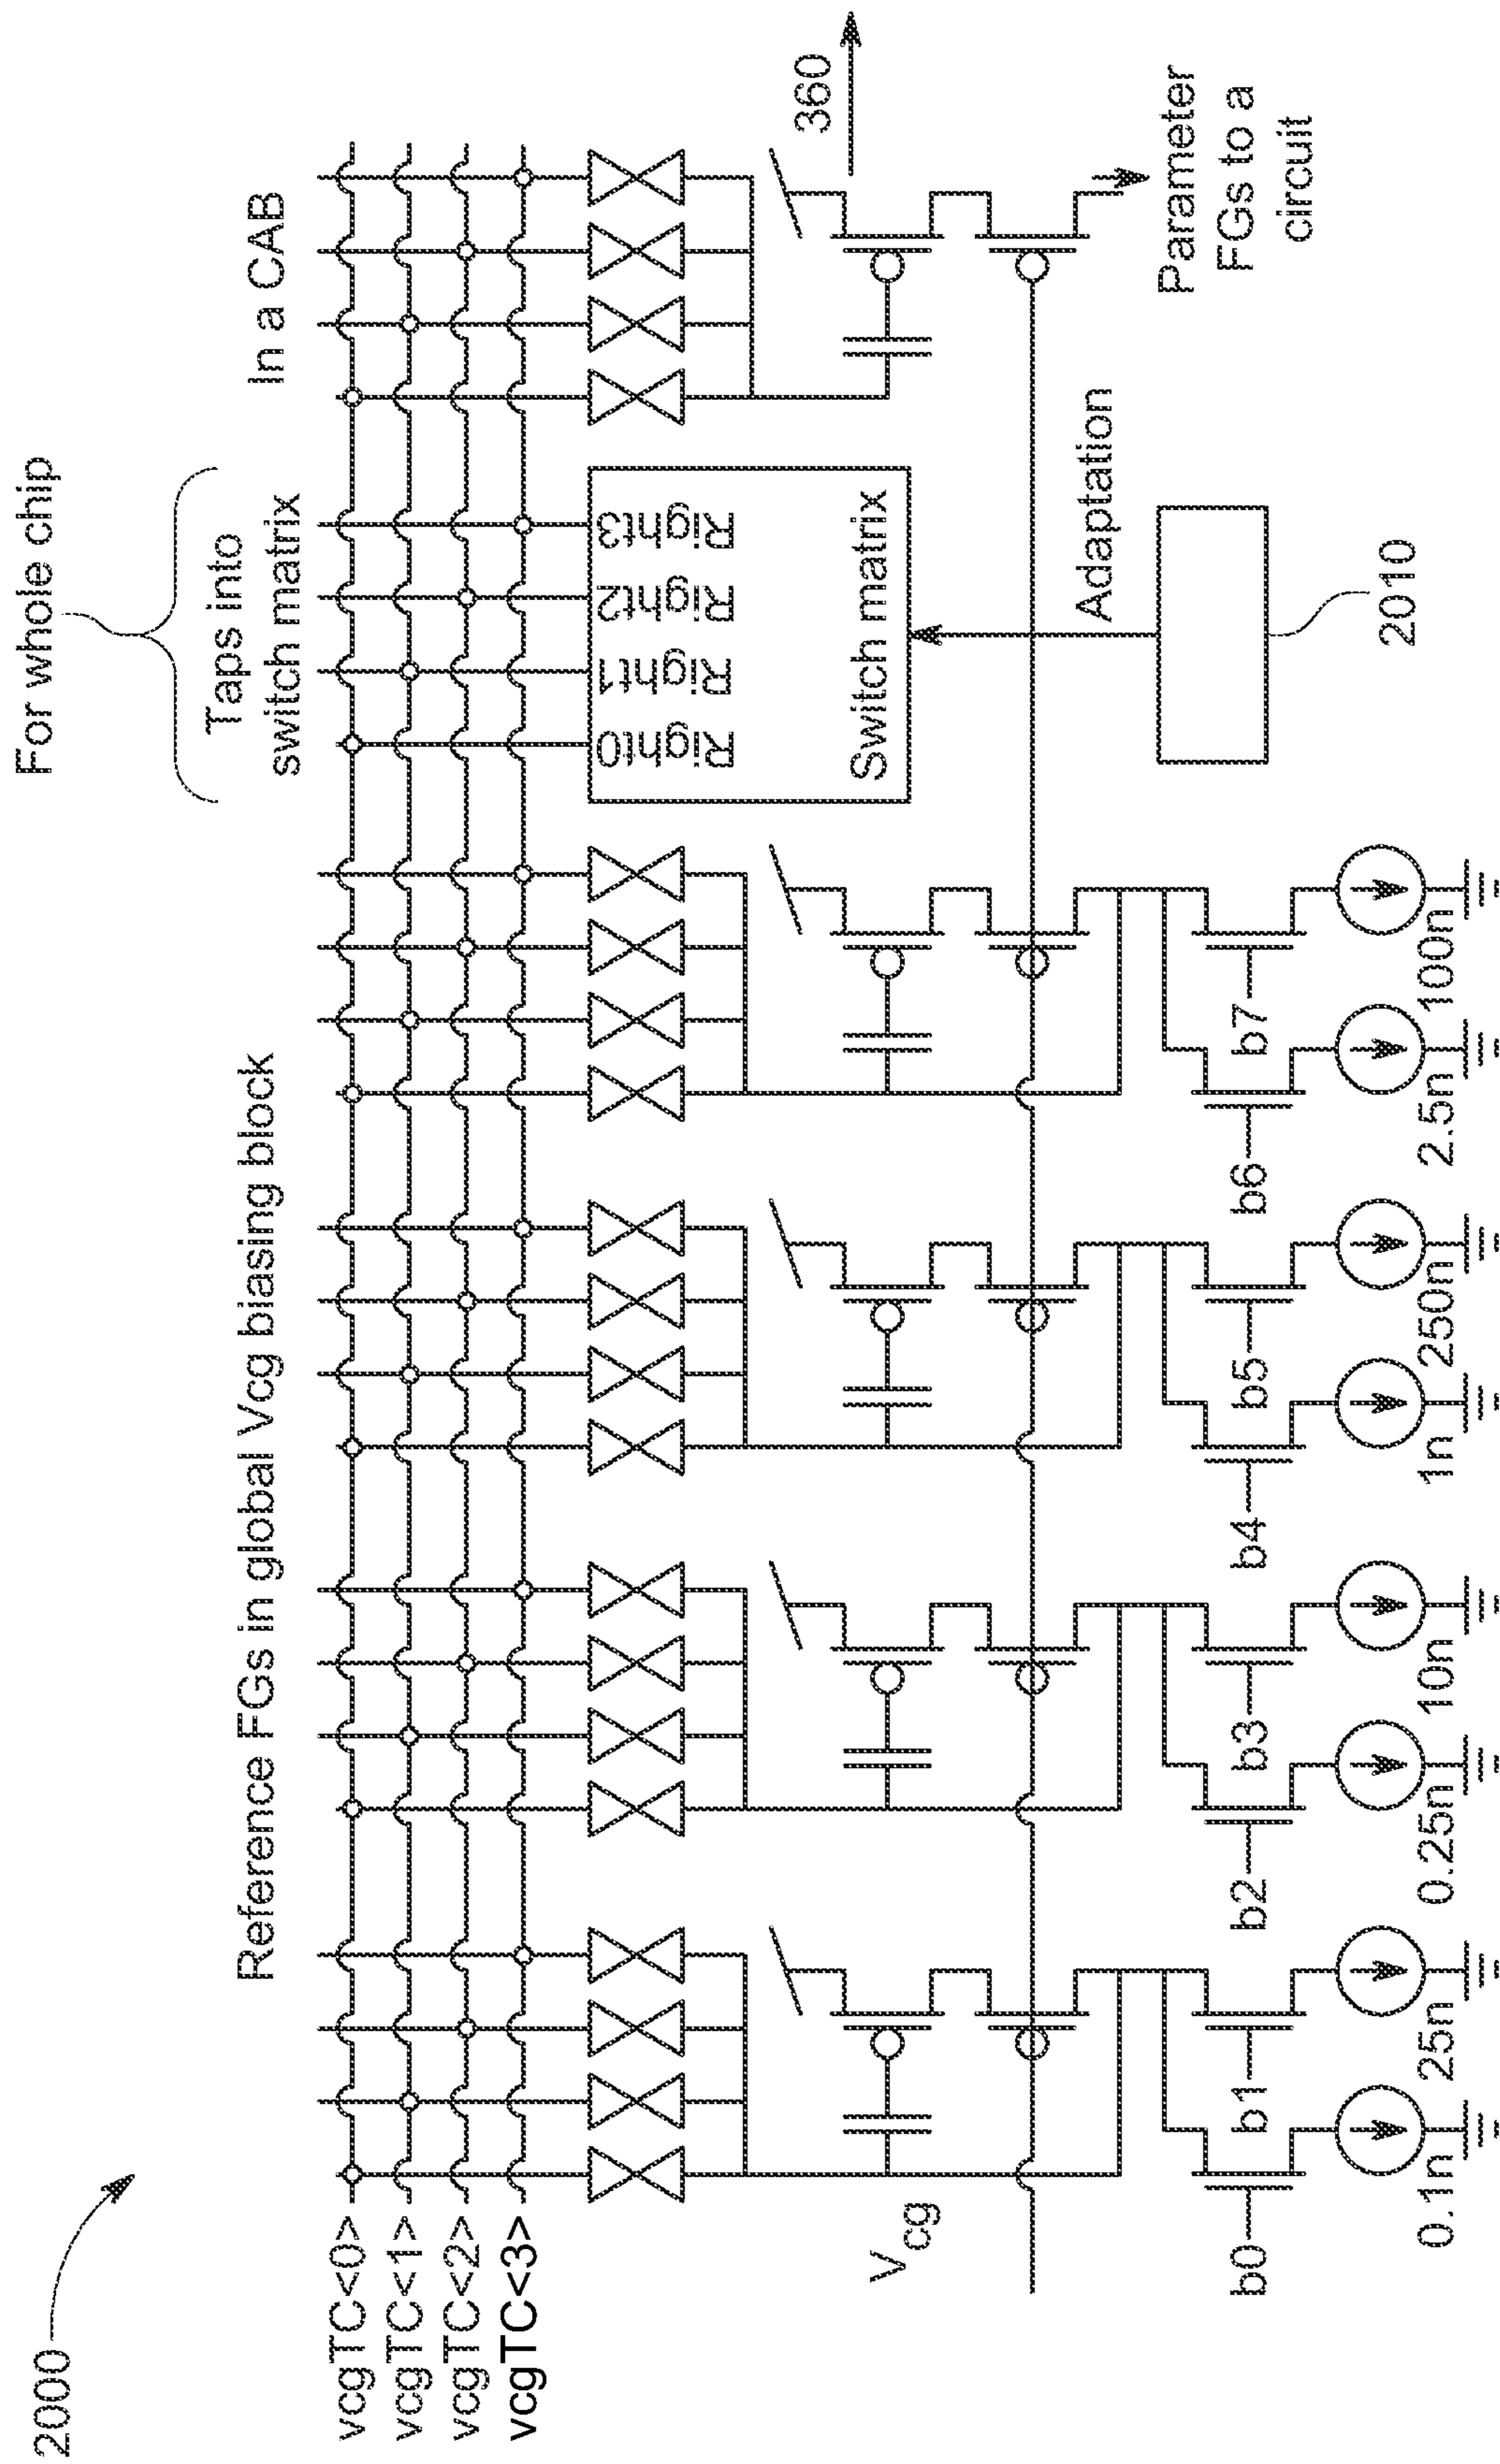 2000
For whole chip
Taps into
switch matrix
Reference FGs in global Vcg biasing block
In a CAB
vcgTC<0>
vcgTC<1>
vcgTC<2>
vcgTC<3>
Right0 Right1 Right2 Right3
Switch matrix
360
Vcg
Adaptation
Parameter
FGs to a
circuit
b0 b1 b2 b3 b4 b5 b6 b7
2010
0.1n 25n 0.25n 10n 1n 250n 2.5n 100n